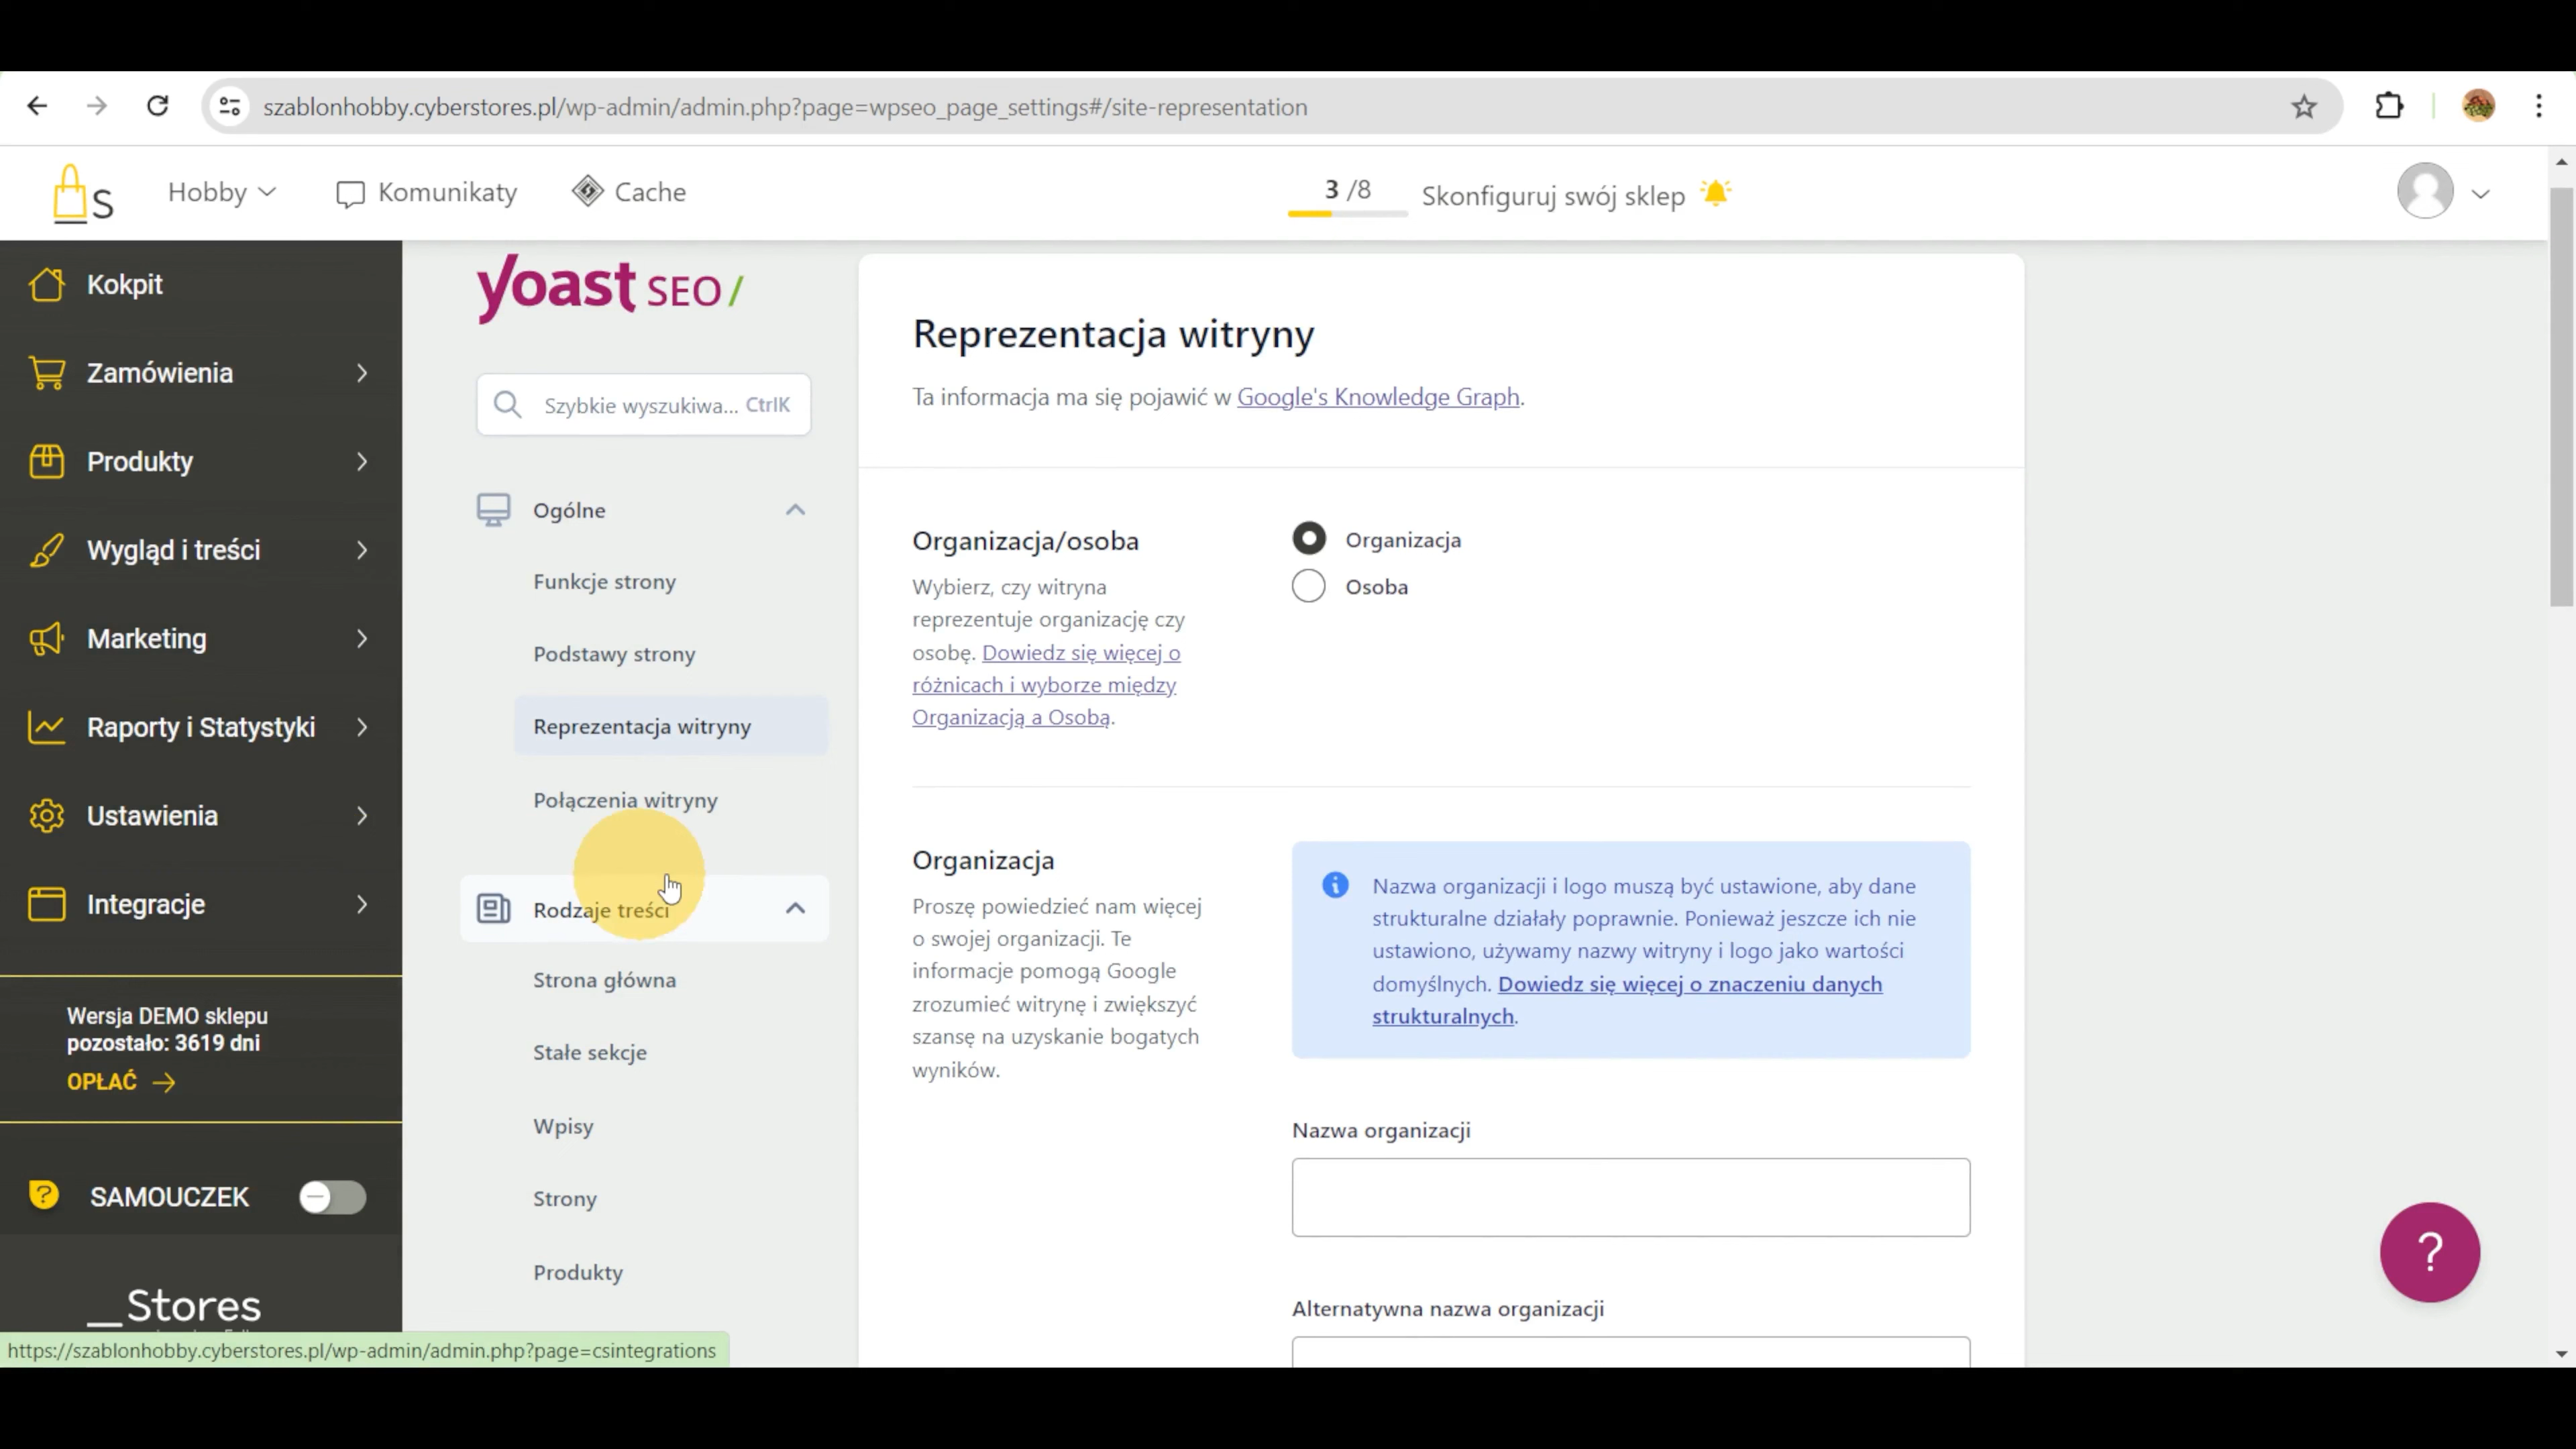 szablonhobby.cyberstores.pl/wp-admin/admin.php?page=wpseo_page_settings#/site-representation
S
Hobby
Komunikaty
Cache
3 /8
Skonfiguruj swój sklep
Kokpit
Zamówienia
Produkty
Wygląd i treści
Marketing
Raporty i Statystyki
Ustawienia
Integracje
Wersja DEMO sklepu
pozostało: 3619 dni
OPŁAĆ →
SAMOUCZEK
__Stores
yoast SEO /
Szybkie wyszukiwa... CtrlK
Ogólne
Funkcje strony
Podstawy strony
Reprezentacja witryny
Połączenia witryny
Rodzaje treści
Strona główna
Stałe sekcje
Wpisy
Strony
Produkty
Reprezentacja witryny
Ta informacja ma się pojawić w Google's Knowledge Graph.
Organizacja/osoba
Wybierz, czy witryna
reprezentuje organizację czy
osobę. Dowiedz się więcej o
różnicach i wyborze między
Organizacją a Osobą.
Organizacja
Osoba
Organizacja
Proszę powiedzieć nam więcej
o swojej organizacji. Te
informacje pomogą Google
zrozumieć witrynę i zwiększyć
szansę na uzyskanie bogatych
wyników.
Nazwa organizacji i logo muszą być ustawione, aby dane
strukturalne działały poprawnie. Ponieważ jeszcze ich nie
ustawiono, używamy nazwy witryny i logo jako wartości
domyślnych. Dowiedz się więcej o znaczeniu danych
strukturalnych.
Nazwa organizacji
Alternatywna nazwa organizacji
?
https://szablonhobby.cyberstores.pl/wp-admin/admin.php?page=csintegrations